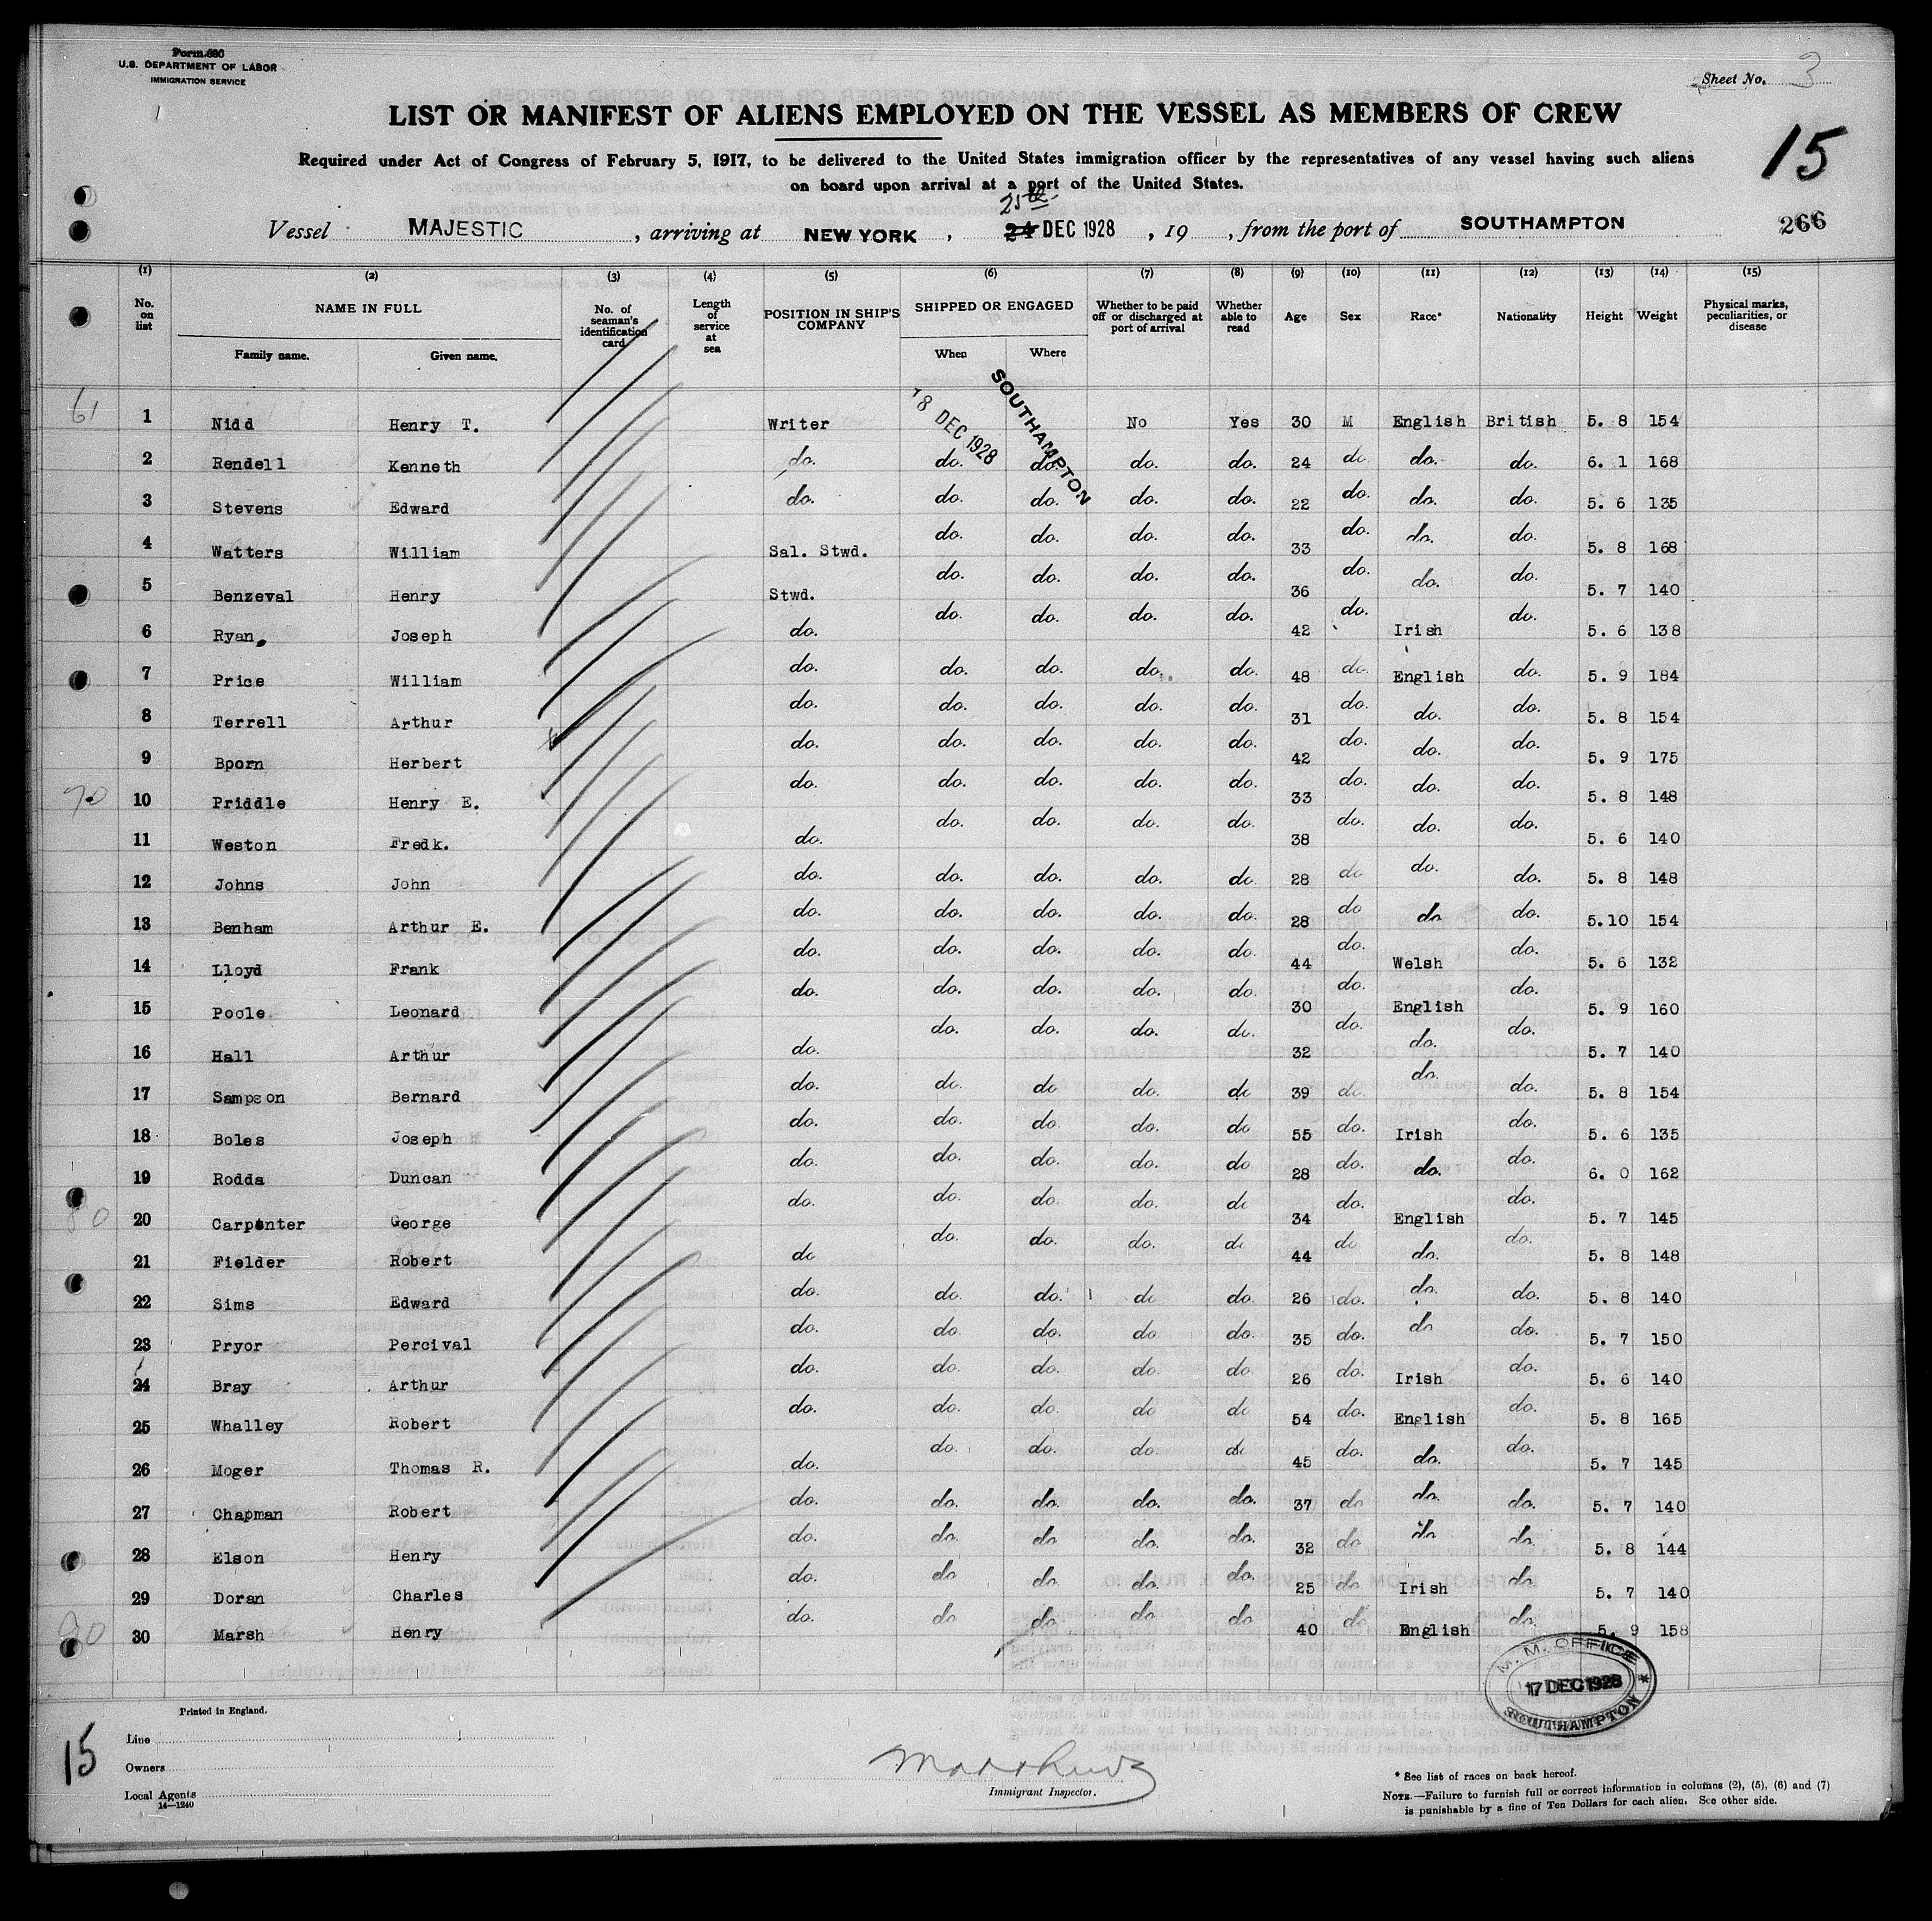 Form 680
U.S. DEPARTMENT OF LABOR
IMMIGRATION SERVICE
Sheet No. 3
LIST OR MANIFEST OF ALIENS EMPLOYED ON THE VESSEL AS MEMBERS OF CREW
15
Required under Act of Congress of February 5, 1917, to be delivered to the United States immigration officer by the representatives of any vessel having such aliens
on board upon arrival at a port of the United States.
25th
Vessel MAJESTIC, arriving at NEW YORK, 24 DEC 1928, 19 , from the port of SOUTHAMPTON 266
(1) (2) (3) (4) (5) (6) (7) (8) (9) (10) (11) (12) (13) (14) (15)
No. on list NAME IN FULL Family name. Given name. No. of seaman's identification card Length of service at sea POSITION IN SHIP'S COMPANY SHIPPED OR ENGAGED When Where Whether to be paid off or discharged at port of arrival Whether able to read Age Sex Race* Nationality Height Weight Physical marks, peculiarities, or disease
61 1 Nidd Henry T. Writer 18 DEC 1928 SOUTHAMPTON No Yes 30 M English British 5. 8 154
2 Rendell Kenneth do. do. do. do. do. 24 do. do. do. 6. 1 168
3 Stevens Edward do. do. do. do. do. 22 do. do. do. 5. 6 135
4 Watters William Sal. Stwd. do. do. do. do. 33 do. do. do. 5. 8 168
5 Benzeval Henry Stwd. do. do. do. do. 36 do. do. do. 5. 7 140
6 Ryan. Joseph do. do. do. do. do. 42 do. Irish do. 5. 6 138
7 Price William do. do. do. do. do. 48 do. English do. 5. 9 184
8 Terrell Arthur do. do. do. do. do. 31 do. do. do. 5. 8 154
9 Bporn Herbert do. do. do. do. do. 42 do. do. do. 5. 9 175
70 10 Priddle Henry E. do. do. do. do. do. 33 do. do. do. 5. 8 148
11 Weston Fredk. do. do. do. do. do. 38 do. do. do. 5. 6 140
12 Johns John do. do. do. do. do. 28 do do. do. 5. 8 148
13 Benham Arthur E. do. do. do. do. do. 28 do do do. 5.10 154
14 Lloyd Frank do. do. do. do. do. 44 do. Welsh do. 5. 6 132
15 Poole Leonard do. do. do. do. do. 30 do. English do. 5. 9 160
16 Hall Arthur do. do. do. do. do. 32 do. do. do. 5. 7 140
17 Sampson Bernard do. do. do do. do 39 do. do. do. 5. 8 154
18 Boles Joseph do. do. do. do. do 55 do. Irish do. 5. 6 135
19 Rodda Duncan do. do. do. do. do 28 do. do. do. 6. 0 162
80 20 Carpenter George do. do. do. do. do 34 do. English do. 5. 7 145
21 Fielder Robert do do. do. do. do 44 do do. do. 5. 8 148
22 Sims Edward do. do. do. do do. 26 do. do. do. 5. 8 140
23 Pryor Percival do. do. do. do do. 35 do. do do. 5. 7 150
24 Bray Arthur do. do. do. do. do. 26 do. Irish do. 5. 6 140
25 Whalley Robert do. do. do. do do 54 do. English do. 5. 8 165
26 Moger Thomas R. do. do. do. do. do. 45 do. do. do. 5. 7 145
27 Chapman Robert do. do. do. do. do. 37 do do. do. 5. 7 140
28 Elson Henry do. do. do. do. do. 32 do do do. 5. 8 144
29 Doran Charles do. do do. do. do. 25 do Irish do. 5. 7 140
90 30 Marsh Henry do. do do. do do. 40 do English do. 5. 9 158
M. M. OFFICE
17 DEC 1928
SOUTHAMPTON
Printed in England.
15
Line
Owners
Local Agents
14—1240
Immigrant Inspector.
* See list of races on back hereof.
NOTE.—Failure to furnish full or correct information in columns (2), (5), (6) and (7)
is punishable by a fine of Ten Dollars for each alien. See other side.